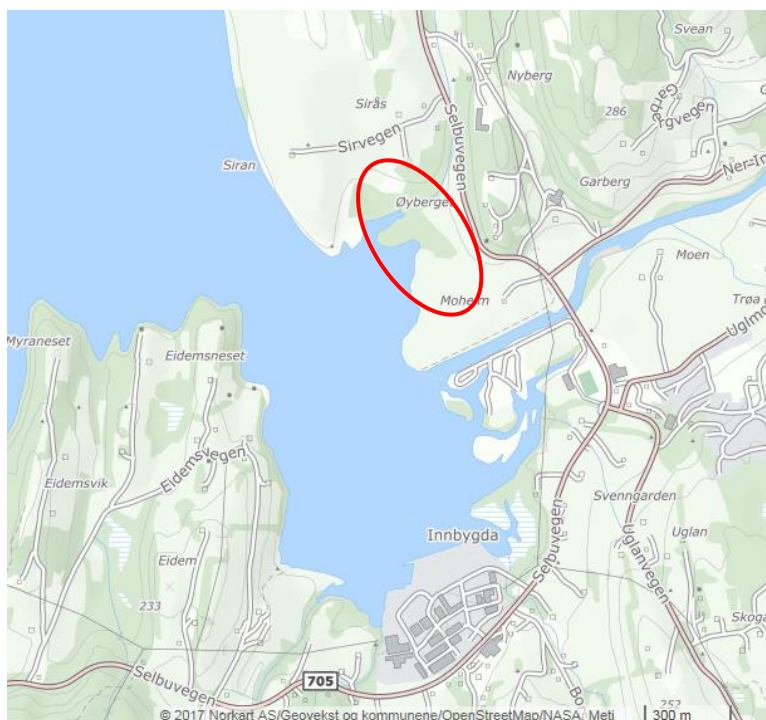 Svean
Nyberg
Garbergvegen
286
Sirås
Selbuvegen
Sirvegen
Siran
Ner-In
Garberg
Øyberget
Moen
Moheim
Trøa
Uglmo
Myraneset
Eidemsneset
Eidemsvegen
Eidemsvik
Svenngarden
Innbygda
Selbuvegen
Uglanvegen
Uglan
Eidem
233
Skoga
Selbuvegen
705
Bo
252
© 2017 Norkart AS/Geovekst og kommunene/OpenStreetMap/NASA, Meti
300 m